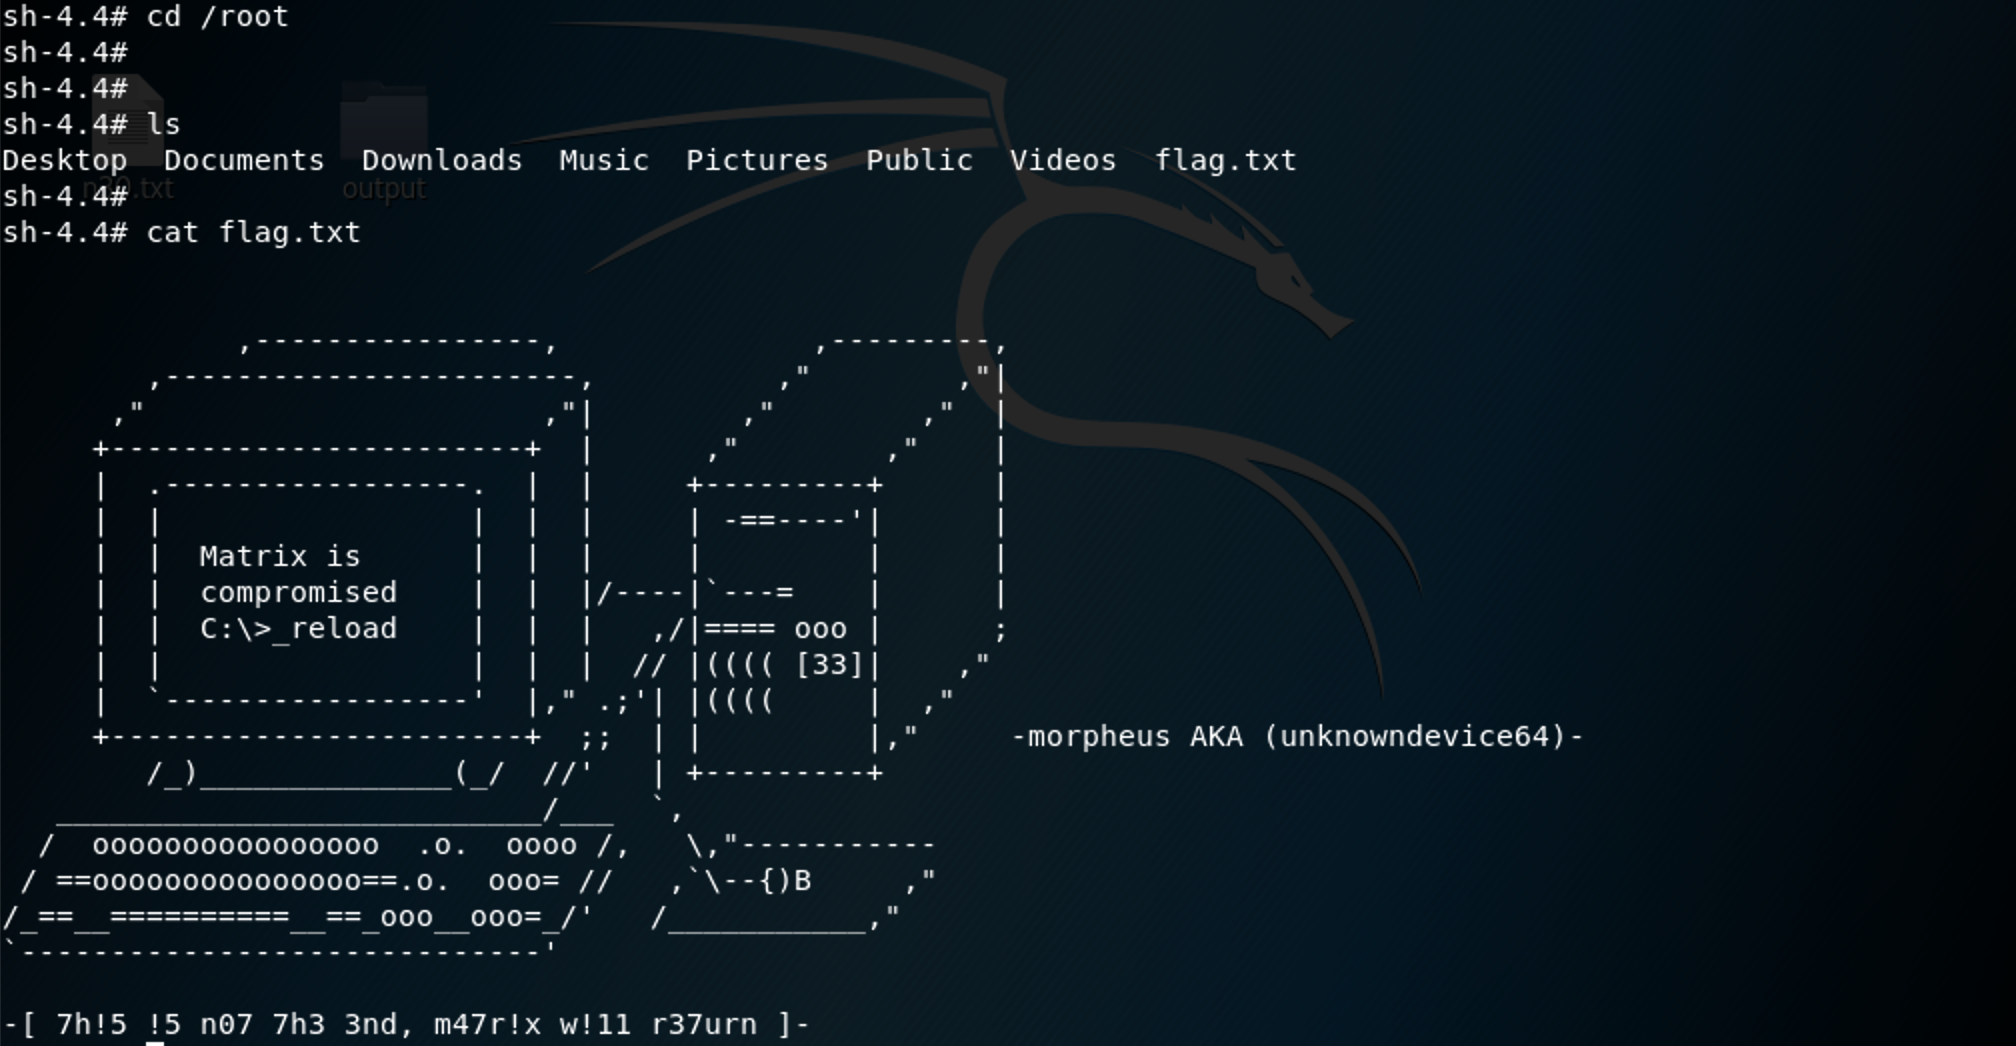 sh-4.4# cd /root
sh-4.4#
sh-4.4#
sh-4.4# ls
Desktop  Documents  Downloads  Music  Pictures  Public  Videos  flag.txt
output
sh-4.4#
sh-4.4# cat flag.txt
Matrix is
compromised
C:\>_reload
==== ooo
(((( [33]
((((
-morpheus AKA (unknowndevice64)-
oooooooooooooooo  .o.  oooo
==ooooooooooooooo==.o.  ooo=
_==__==========__==_ooo__ooo=_
\--{)B
-[ 7h!5 !5 n07 7h3 3nd, m47r!x w!11 r37urn ]-